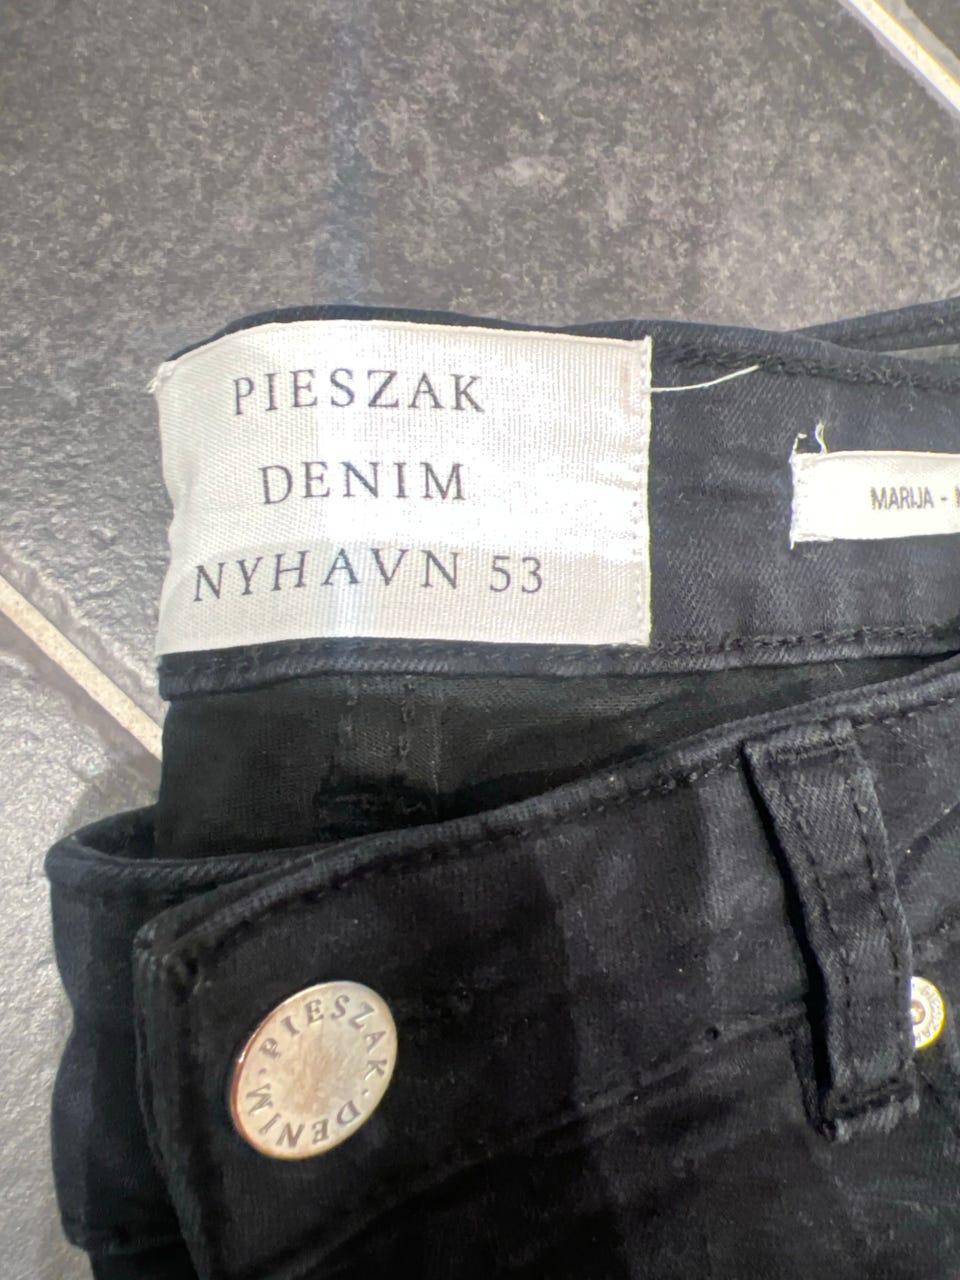 PIESZAK
DENIM
NYHAVN 53
MARIJA -
PIESZAK · DENIM ·